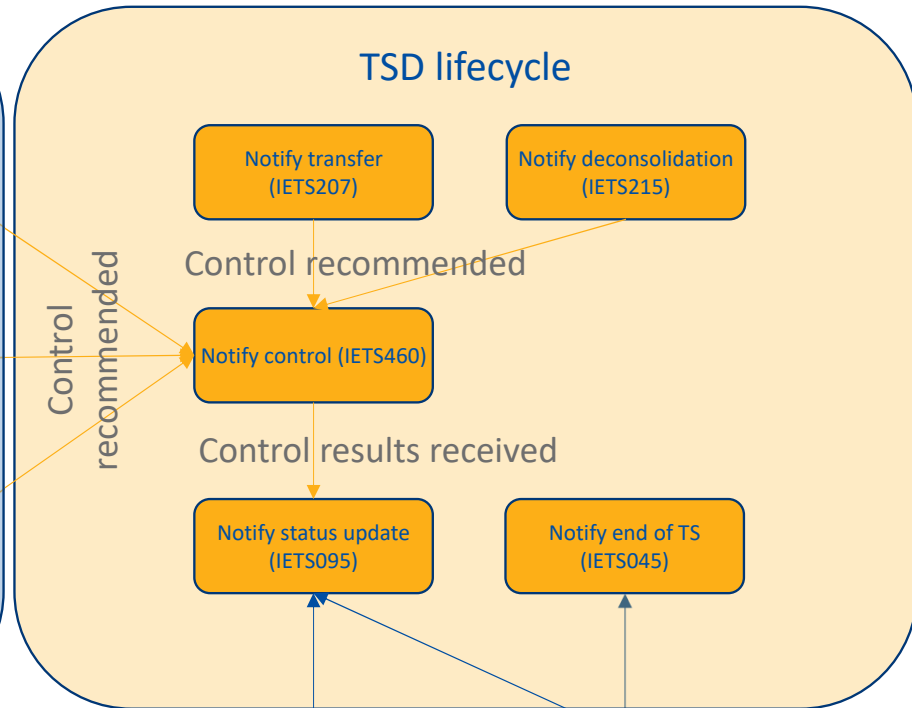 TSD lifecycle
Notify transfer
(IETS207)
Notify deconsolidation
(IETS215)
Control recommended
Control
recommended
Notify control (IETS460)
Control results received
Notify status update
(IETS095)
Notify end of TS
(IETS045)